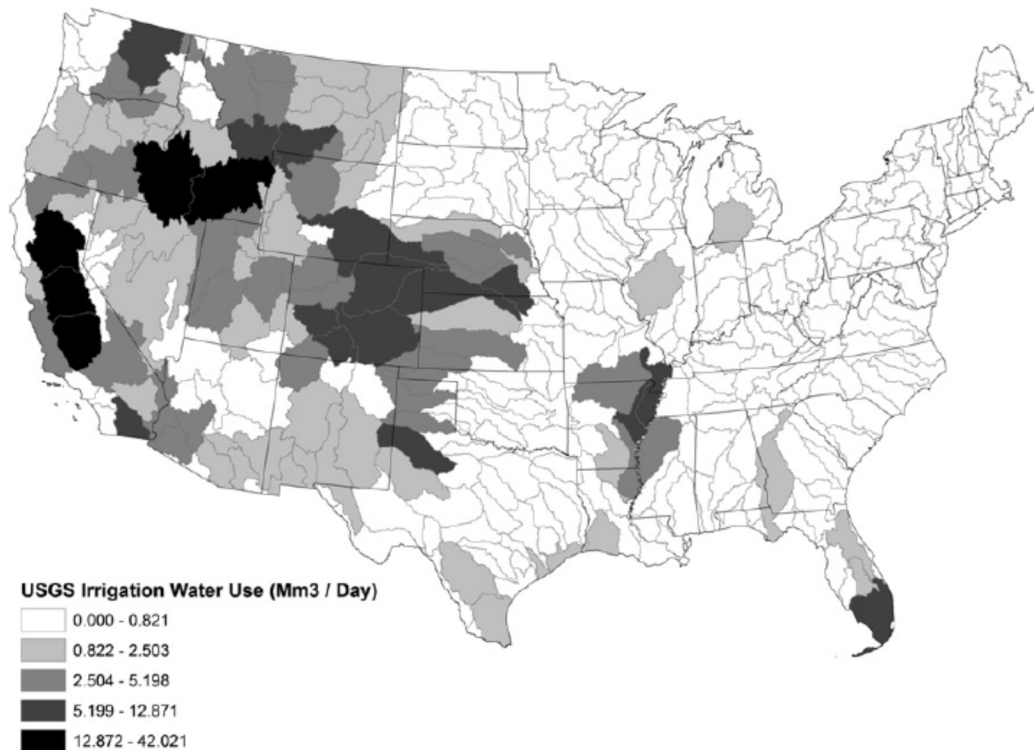 USGS Irrigation Water Use (Mm3 / Day)
0.000 - 0.821
0.822 - 2.503
2.504 - 5.198
5.199 - 12.871
12.872 - 42.021